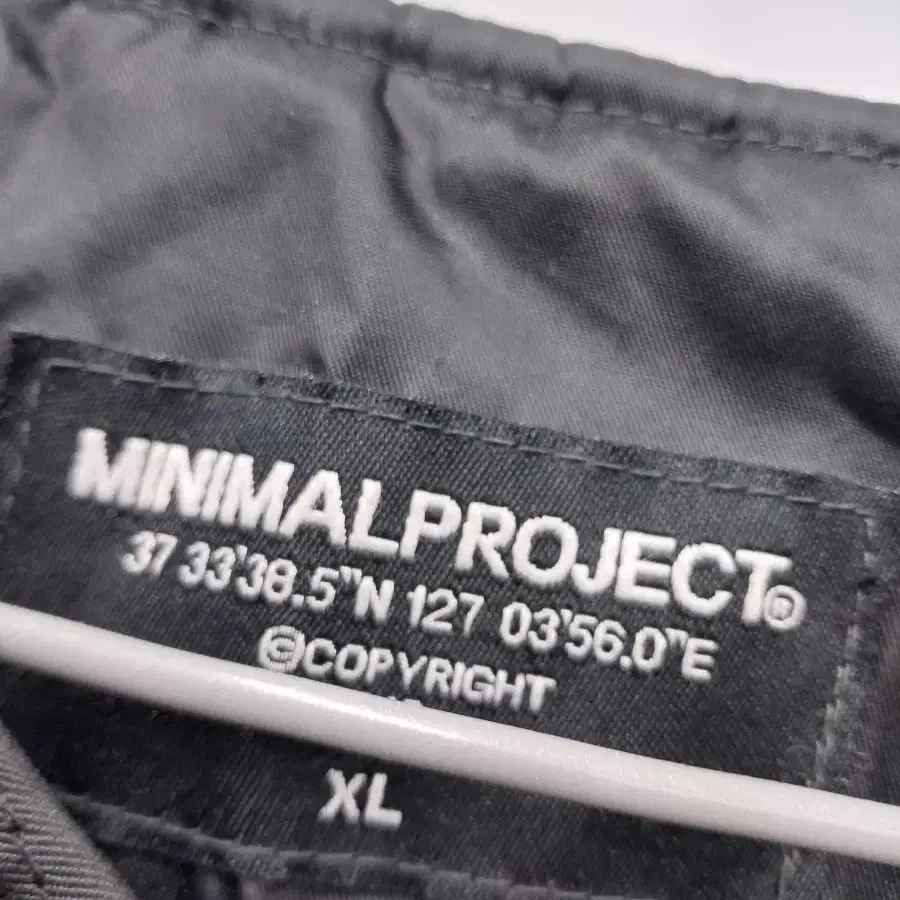 MINIMALPROJECT®
37 33'38.5"N 127 03'56.0"E
©COPYRIGHT
XL